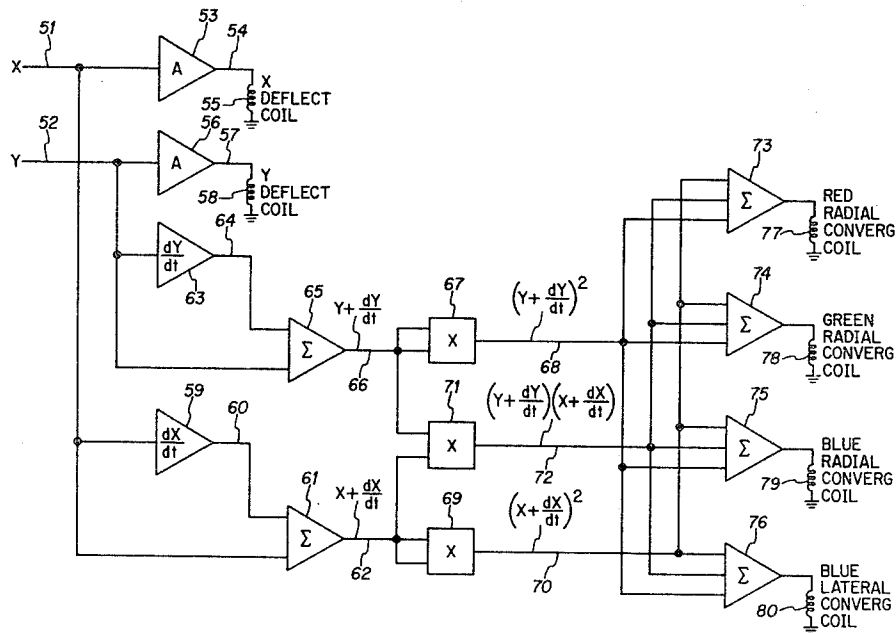 51
53
54
X
A
X
DEFLECT
COIL
55
52
56
57
Y
A
Y
DEFLECT
COIL
58
64
dY/dt
63
65
Y + dY/dt
Σ
66
67
X
(Y + dY/dt)²
68
59
60
dX/dt
71
X
(Y + dY/dt)(X + dX/dt)
72
61
X + dX/dt
Σ
62
69
X
(X + dX/dt)²
70
73
Σ
RED
RADIAL
CONVERG
COIL
77
74
Σ
GREEN
RADIAL
CONVERG
COIL
78
75
Σ
BLUE
RADIAL
CONVERG
COIL
79
76
Σ
BLUE
LATERAL
CONVERG
COIL
80